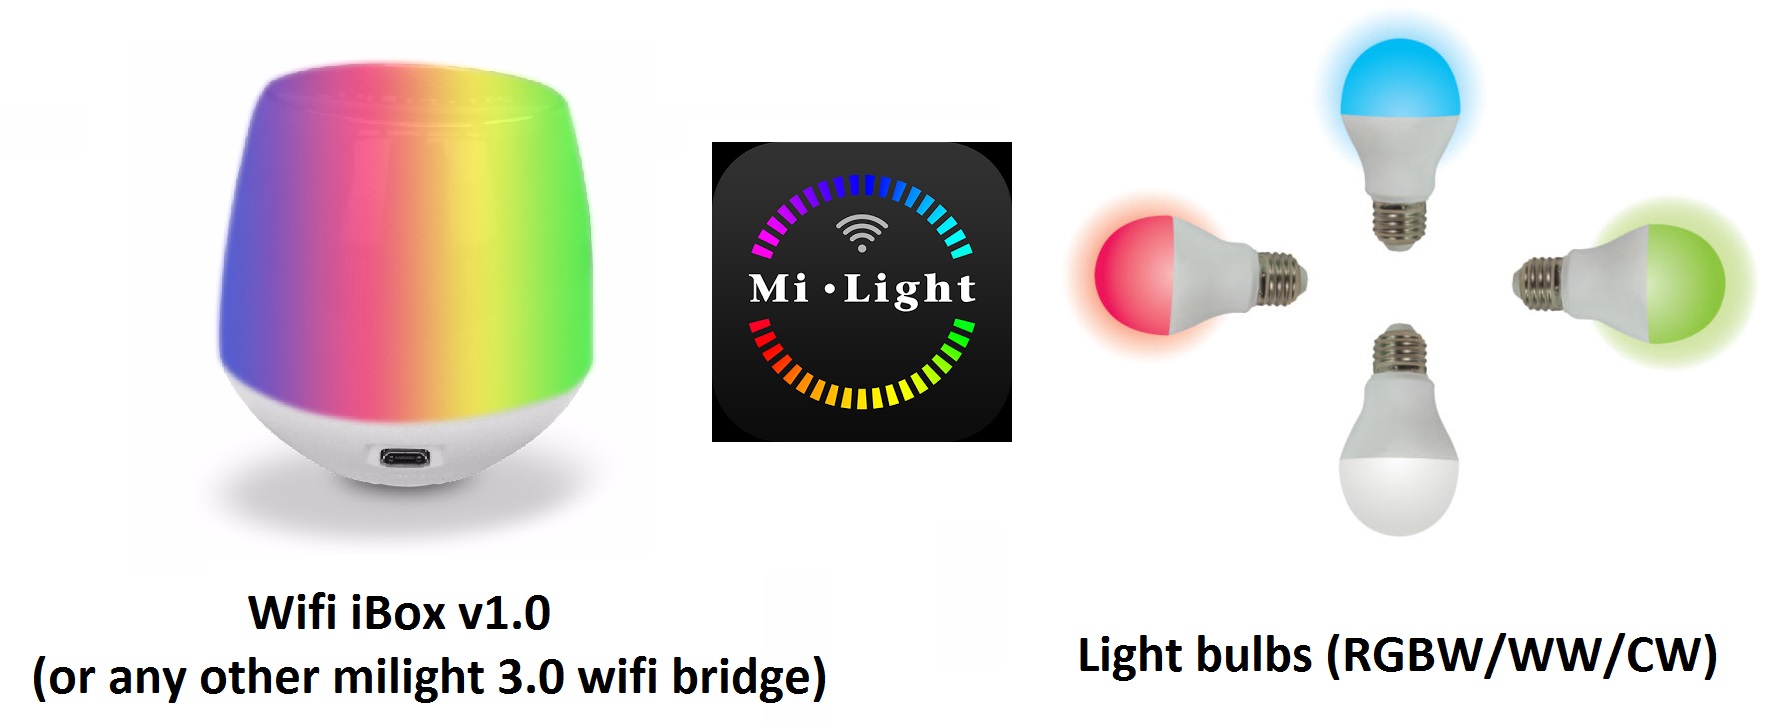 Mi · Light
Wifi iBox v1.0
(or any other milight 3.0 wifi bridge)
Light bulbs (RGBW/WW/CW)